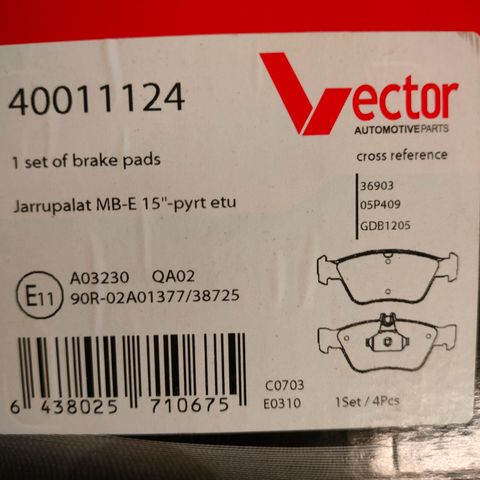 40011124
Vector
AUTOMOTIVEPARTS
1 set of brake pads
cross reference
Jarrupalat MB-E 15"-pyrt etu
36903
05P409
GDB1205
E11
A03230 QA02
90R-02A01377/38725
6 438025 710675
C0703
E0310
1Set / 4Pcs